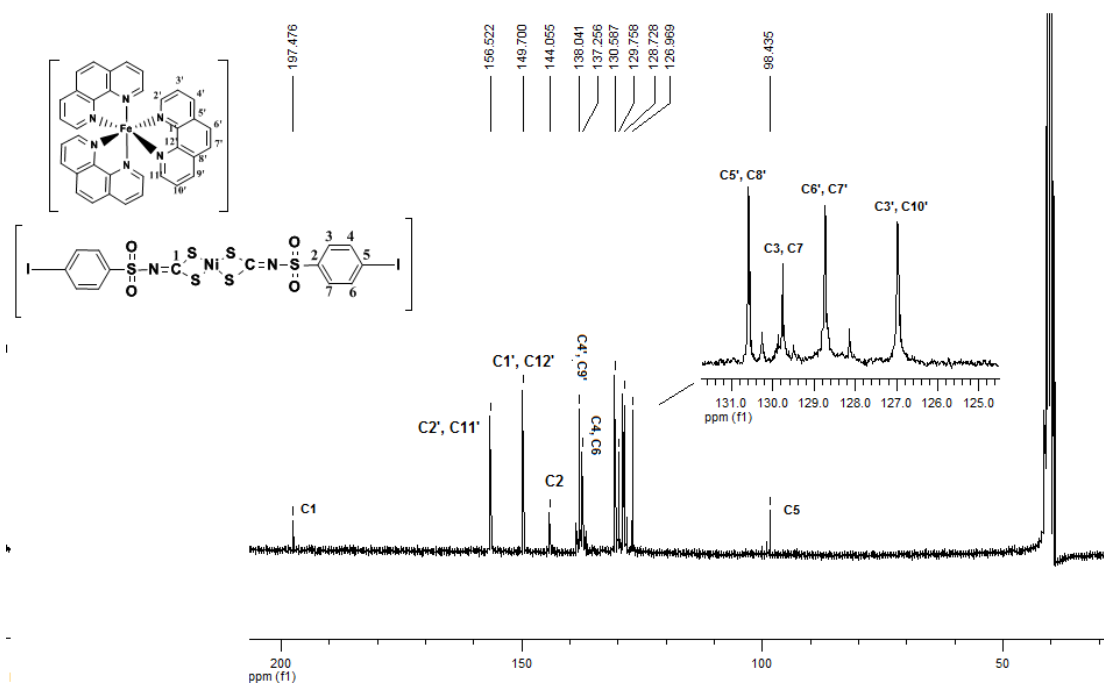 197.476
156.522
149.700
144.055
138.041
137.256
130.587
129.758
128.728
126.969
98.435
3'
2'
4'
N
N
5'
N
N
1'
6'
Fe
12'
7'
N
N
8'
11'
9'
10'
O
S
S
O
3
4
I
S
N
C
1
Ni
C
N
S
2
5
I
O
S
S
O
7
6
C5', C8'
C6', C7'
C3', C10'
C3, C7
131.0 130.0 129.0 128.0 127.0 126.0 125.0
ppm (f1)
C1', C12'
C4', C9'
C2', C11'
C4, C6
C2
C1
C5
200 150 100 50
ppm (f1)